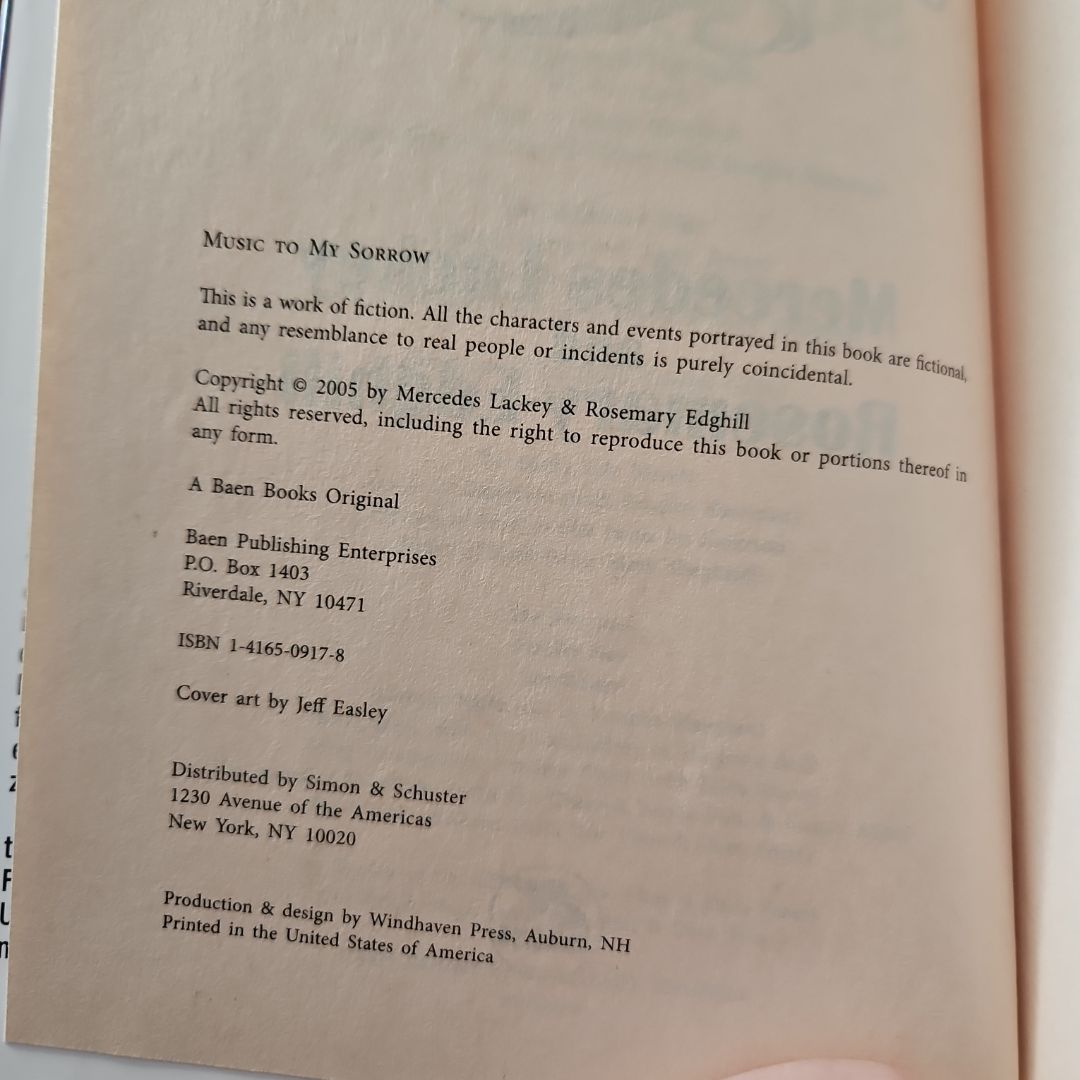 MUSIC TO MY SORROW
This is a work of fiction. All the characters and events portrayed in this book are fictional,
and any resemblance to real people or incidents is purely coincidental.
Copyright © 2005 by Mercedes Lackey & Rosemary Edghill
All rights reserved, including the right to reproduce this book or portions thereof in
any form.
A Baen Books Original
Baen Publishing Enterprises
P.O. Box 1403
Riverdale, NY 10471
ISBN 1-4165-0917-8
Cover art by Jeff Easley
Distributed by Simon & Schuster
1230 Avenue of the Americas
New York, NY 10020
Production & design by Windhaven Press, Auburn, NH
Printed in the United States of America